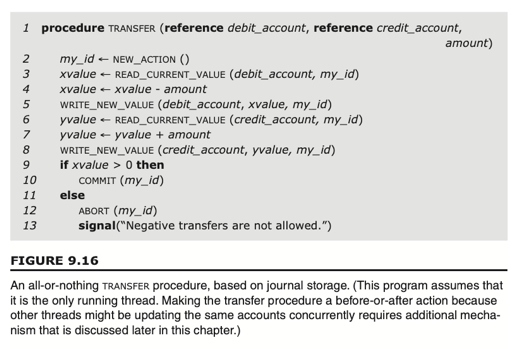 1 procedure TRANSFER (reference debit_account, reference credit_account,
amount)
2 my_id ← NEW_ACTION ()
3 xvalue ← READ_CURRENT_VALUE (debit_account, my_id)
4 xvalue ← xvalue - amount
5 WRITE_NEW_VALUE (debit_account, xvalue, my_id)
6 yvalue ← READ_CURRENT_VALUE (credit_account, my_id)
7 yvalue ← yvalue + amount
8 WRITE_NEW_VALUE (credit_account, yvalue, my_id)
9 if xvalue > 0 then
10 COMMIT (my_id)
11 else
12 ABORT (my_id)
13 signal(“Negative transfers are not allowed.”)
FIGURE 9.16
An all-or-nothing TRANSFER procedure, based on journal storage. (This program assumes that
it is the only running thread. Making the transfer procedure a before-or-after action because
other threads might be updating the same accounts concurrently requires additional mecha-
nism that is discussed later in this chapter.)